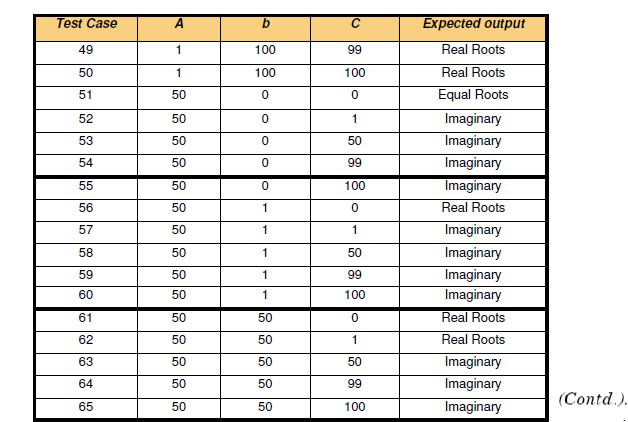 Test Case A b C Expected output
49 1 100 99 Real Roots
50 1 100 100 Real Roots
51 50 0 0 Equal Roots
52 50 0 1 Imaginary
53 50 0 50 Imaginary
54 50 0 99 Imaginary
55 50 0 100 Imaginary
56 50 1 0 Real Roots
57 50 1 1 Imaginary
58 50 1 50 Imaginary
59 50 1 99 Imaginary
60 50 1 100 Imaginary
61 50 50 0 Real Roots
62 50 50 1 Real Roots
63 50 50 50 Imaginary
64 50 50 99 Imaginary
65 50 50 100 Imaginary
(Contd.).